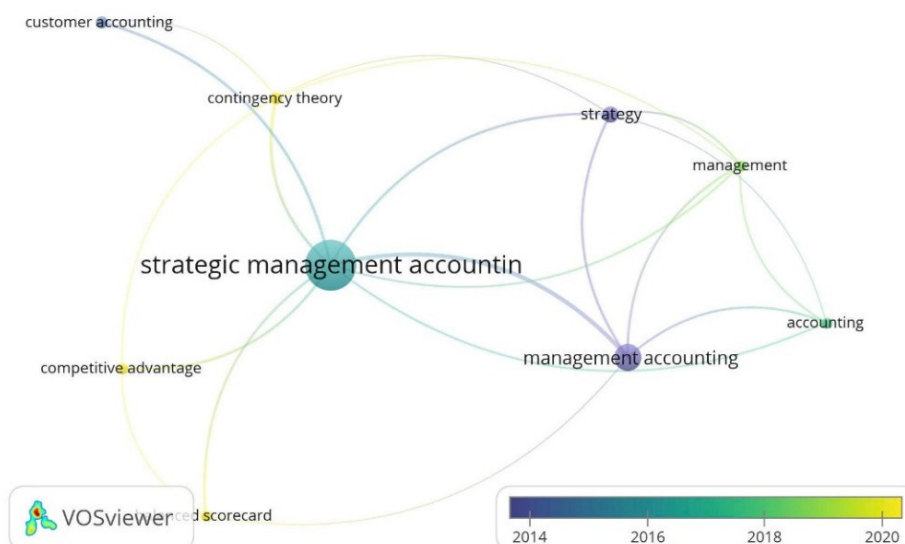 customer accounting
contingency theory
strategy
management
strategic management accountin
accounting
management accounting
competitive advantage
VOSviewer
scorecard
2014
2016
2018
2020